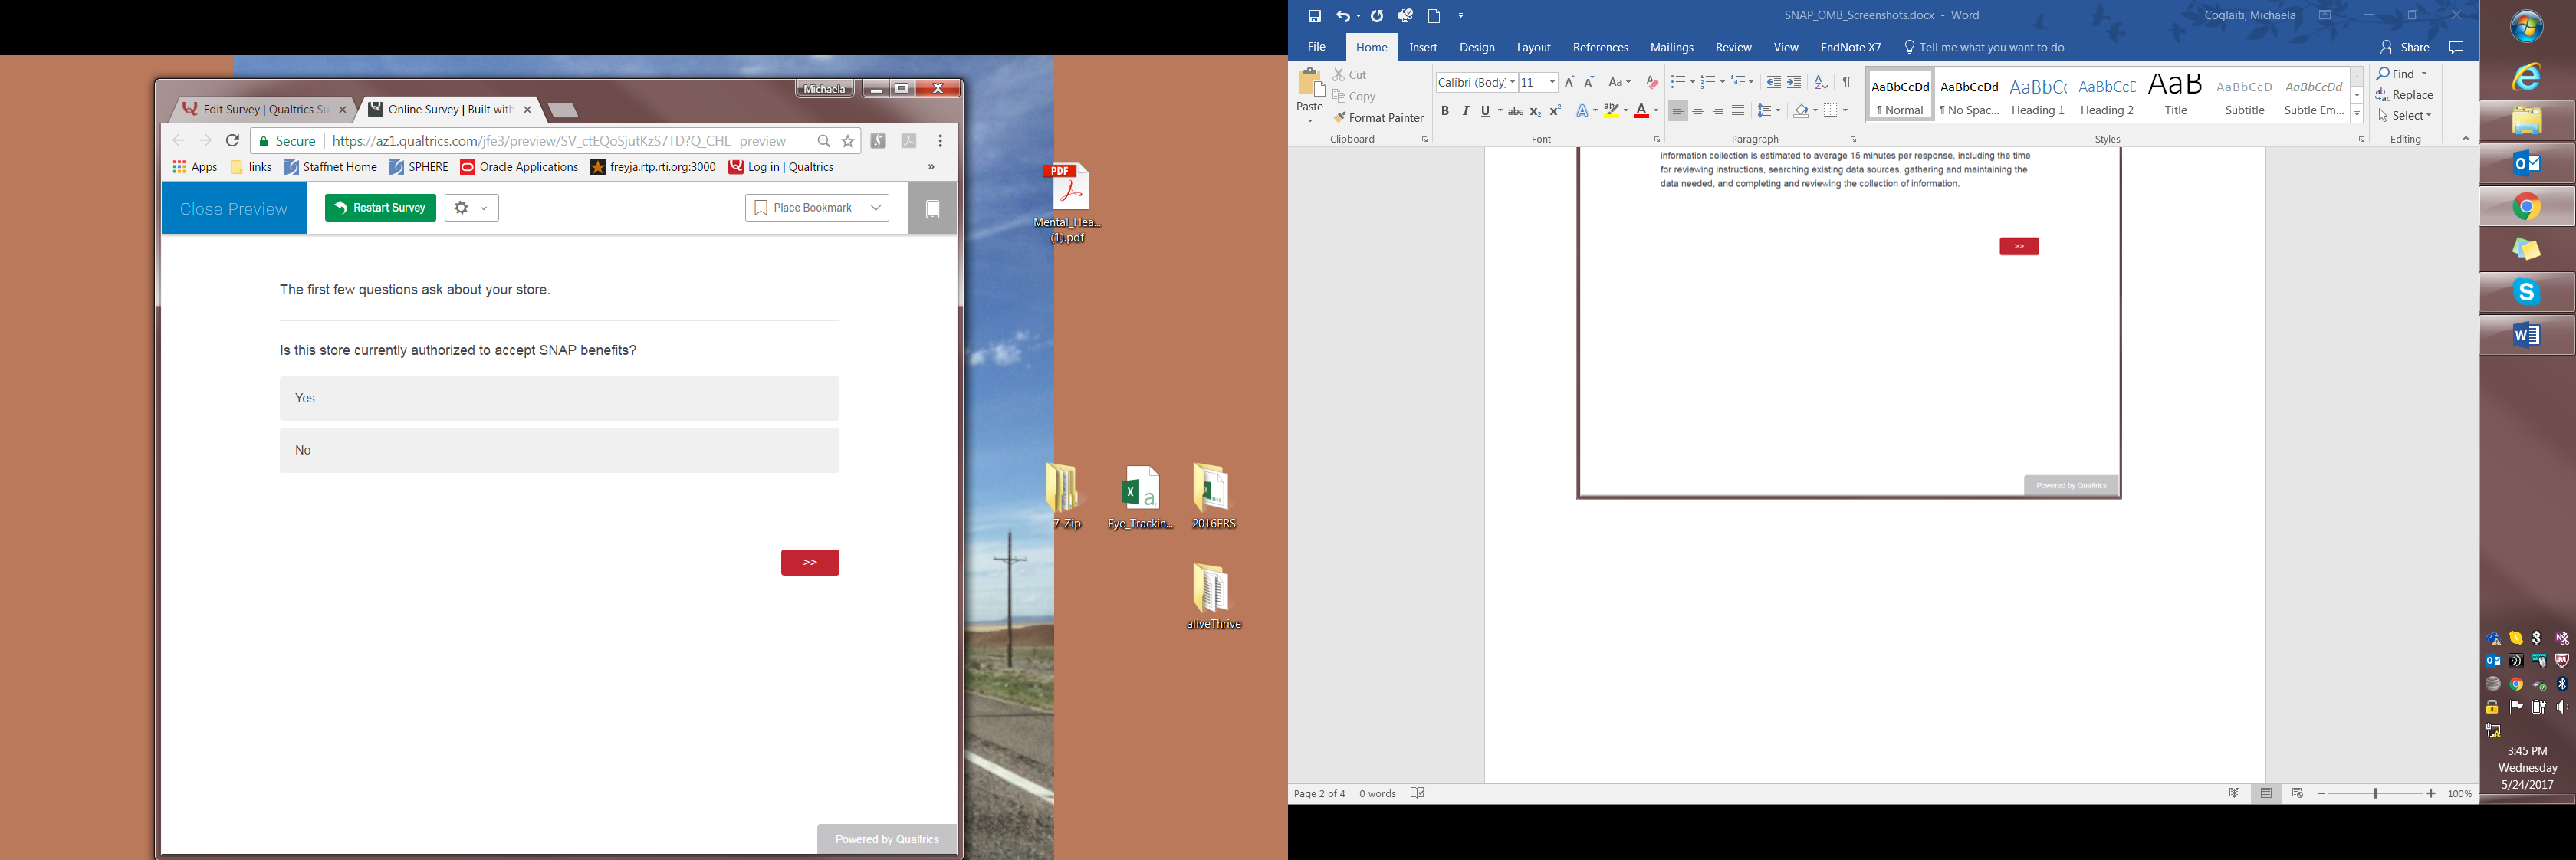 Michaela
Edit Survey | Qualtrics Su
Online Survey | Built with
Secure
https://az1.qualtrics.com/jfe3/preview/SV_ctEQoSjutKzS7TD?Q_CHL=preview
Apps
links
Staffnet Home
SPHERE
Oracle Applications
freyja.rtp.rti.org:3000
Log in | Qualtrics
»
Close Preview
Restart Survey
Place Bookmark
The first few questions ask about your store.
Is this store currently authorized to accept SNAP benefits?
Yes
No
>>
Powered by Qualtrics
PDF
Mental_Hea...
(1).pdf
7-Zip
Eye_Trackin...
2016ERS
aliveThrive
SNAP_OMB_Screenshots.docx - Word
Coglaiti, Michaela
File
Home
Insert
Design
Layout
References
Mailings
Review
View
EndNote X7
Tell me what you want to do
Share
Paste
Cut
Copy
Format Painter
Clipboard
Calibri (Body)
11
B I U abc x₂ x²
A
Aa
Font
Paragraph
AaBbCcDd
¶ Normal
AaBbCcDd
¶ No Spac...
AaBbCc
Heading 1
AaBbCcD
Heading 2
AaB
Title
AaBbCcD
Subtitle
AaBbCcDd
Subtle Em...
Styles
Find
Replace
Select
Editing
information collection is estimated to average 15 minutes per response, including the time
for reviewing instructions, searching existing data sources, gathering and maintaining the
data needed, and completing and reviewing the collection of information.
>>
Powered by Qualtrics
Page 2 of 4
0 words
100%
3:45 PM
Wednesday
5/24/2017